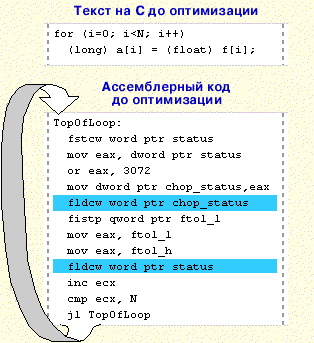 Текст на C до оптимизации
for (i=0; i<N; i++)
(long) a[i] = (float) f[i];
Ассемблерный код
до оптимизации
TopOfLoop:
fstcw word ptr status
mov eax, dword ptr status
or eax, 3072
mov dword ptr chop_status,eax
fldcw word ptr chop_status
fistp qword ptr ftol_l
mov eax, ftol_l
mov eax, ftol_h
fldcw word ptr status
inc ecx
cmp ecx, N
jl TopOfLoop